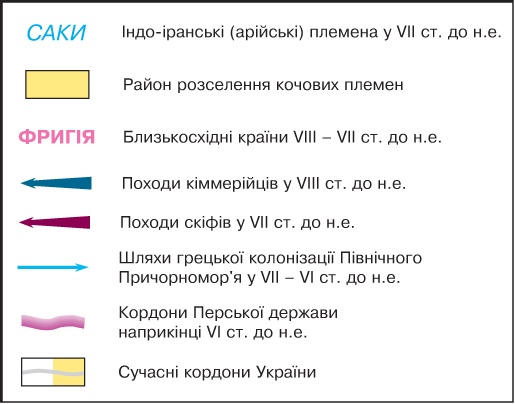 САКИ Індо-іранські (арійські) племена у VII ст. до н.е.
Район розселення кочових племен
ФРИГІЯ Близькосхідні країни VIII – VII ст. до н.е.
Походи кіммерійців у VIII ст. до н.е.
Походи скіфів у VII ст. до н.е.
Шляхи грецької колонізації Північного
Причорномор'я у VII – VI ст. до н.е.
Кордони Перської держави
наприкінці VI ст. до н.е.
Сучасні кордони України